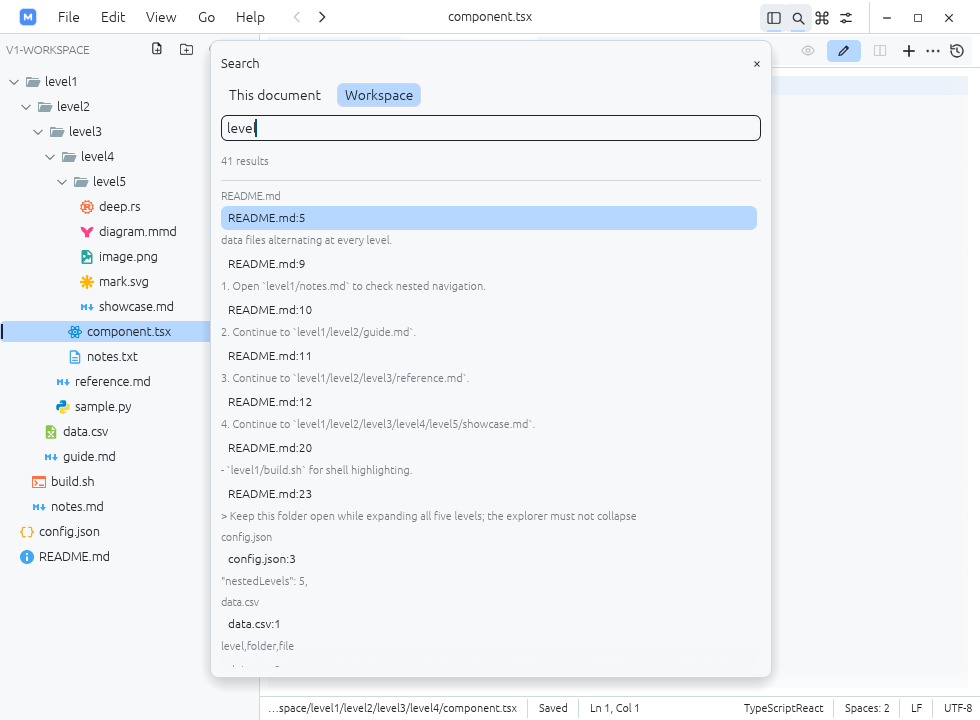 M File Edit View Go Help component.tsx
V1-WORKSPACE
level1
level2
level3
level4
level5
deep.rs
diagram.mmd
image.png
mark.svg
showcase.md
component.tsx
notes.txt
reference.md
sample.py
data.csv
guide.md
build.sh
notes.md
config.json
README.md
Search
This document Workspace
level
41 results
README.md
README.md:5
data files alternating at every level.
README.md:9
1. Open `level1/notes.md` to check nested navigation.
README.md:10
2. Continue to `level1/level2/guide.md`.
README.md:11
3. Continue to `level1/level2/level3/reference.md`.
README.md:12
4. Continue to `level1/level2/level3/level4/level5/showcase.md`.
README.md:20
- `level1/build.sh` for shell highlighting.
README.md:23
> Keep this folder open while expanding all five levels; the explorer must not collapse
config.json
config.json:3
"nestedLevels": 5,
data.csv
data.csv:1
level,folder,file
…space/level1/level2/level3/level4/component.tsx Saved Ln 1, Col 1 TypeScriptReact Spaces: 2 LF UTF-8